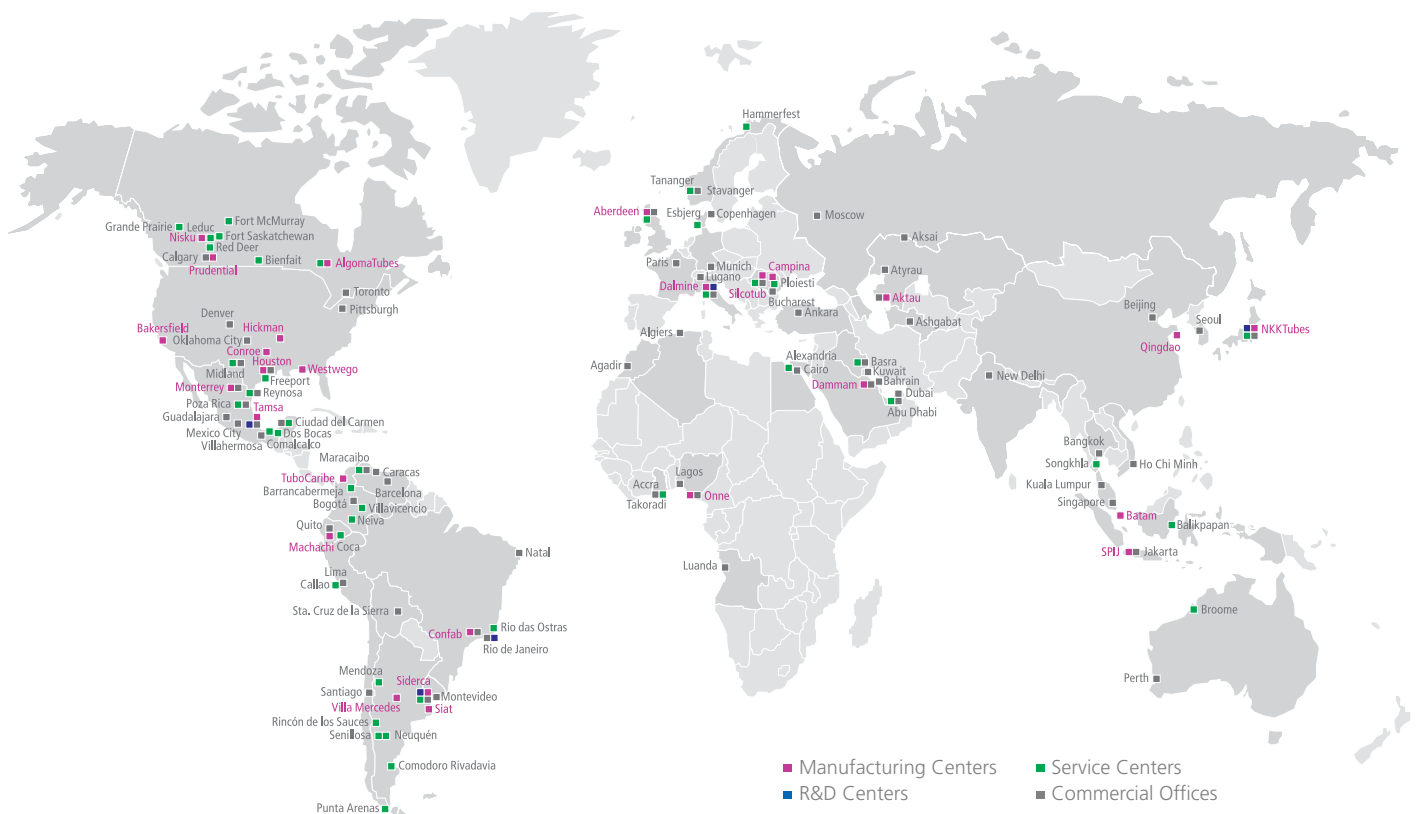 Hammerfest
Tananger
Stavanger
Aberdeen
Esbjerg
Copenhagen
Moscow
Aksai
Grande Prairie
Leduc
Fort McMurray
Nisku
Fort Saskatchewan
Red Deer
Calgary
Prudential
Bienfait
AlgomaTubes
Paris
Munich
Lugano
Campina
Dalmine
Silcotub
Ploiesti
Bucharest
Ankara
Atyrau
Aktau
Ashgabat
Toronto
Pittsburgh
Denver
Bakersfield
Hickman
Oklahoma City
Conroe
Houston
Westwego
Midland
Freeport
Monterrey
Reynosa
Poza Rica
Tamsa
Guadalajara
Ciudad del Carmen
Mexico City
Dos Bocas
Villahermosa
Comalcalco
Beijing
Seoul
NKKTubes
Qingdao
Algiers
Agadir
Alexandria
Cairo
Basra
Kuwait
Dammam
Bahrain
Dubai
Abu Dhabi
New Delhi
Maracaibo
Caracas
TuboCaribe
Barcelona
Barrancabermeja
Bogotá
Villavicencio
Neiva
Quito
Machachi
Coca
Lagos
Accra
Takoradi
Onne
Bangkok
Songkhla
Ho Chi Minh
Kuala Lumpur
Singapore
Batam
Balikpapan
SPIJ
Jakarta
Natal
Lima
Callao
Luanda
Sta. Cruz de la Sierra
Confab
Rio das Ostras
Rio de Janeiro
Broome
Perth
Mendoza
Siderca
Santiago
Montevideo
Villa Mercedes
Siat
Rincón de los Sauces
Senillosa
Neuquén
Comodoro Rivadavia
Punta Arenas
Manufacturing Centers
Service Centers
R&D Centers
Commercial Offices